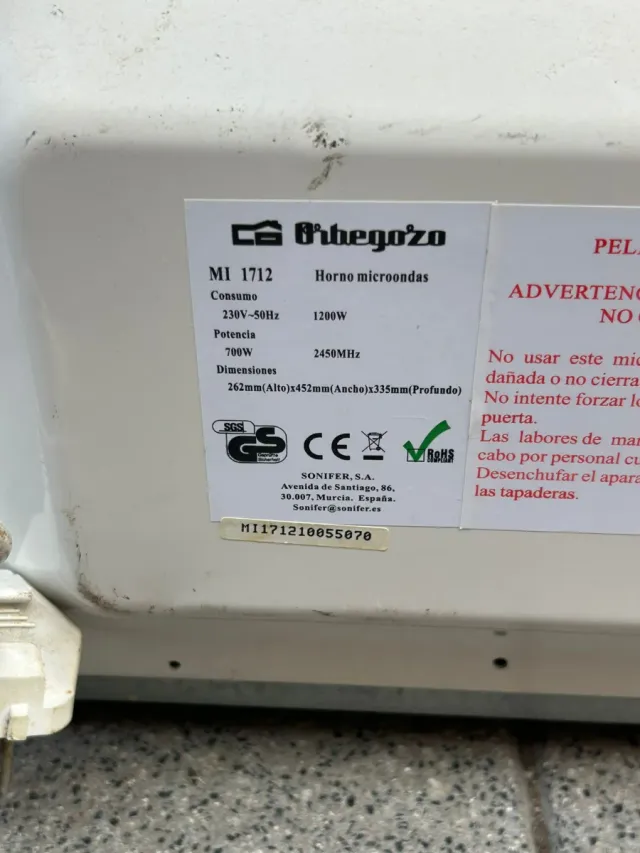 Orbegozo
MI 1712 Horno microondas
Consumo
230V~50Hz 1200W
Potencia
700W 2450MHz
Dimensiones
262mm(Alto)x452mm(Ancho)x335mm(Profundo)
SGS
GS
CE
RoHS
SONIFER, S.A.
Avenida de Santiago, 86,
30.007, Murcia. España.
Sonifer@sonifer.es
MI171210055070
PEL
ADVERTENC
NO
No usar este mic
dañada o no cierra
No intente forzar lo
puerta.
Las labores de man
cabo por personal cu
Desenchufar el apara
las tapaderas.